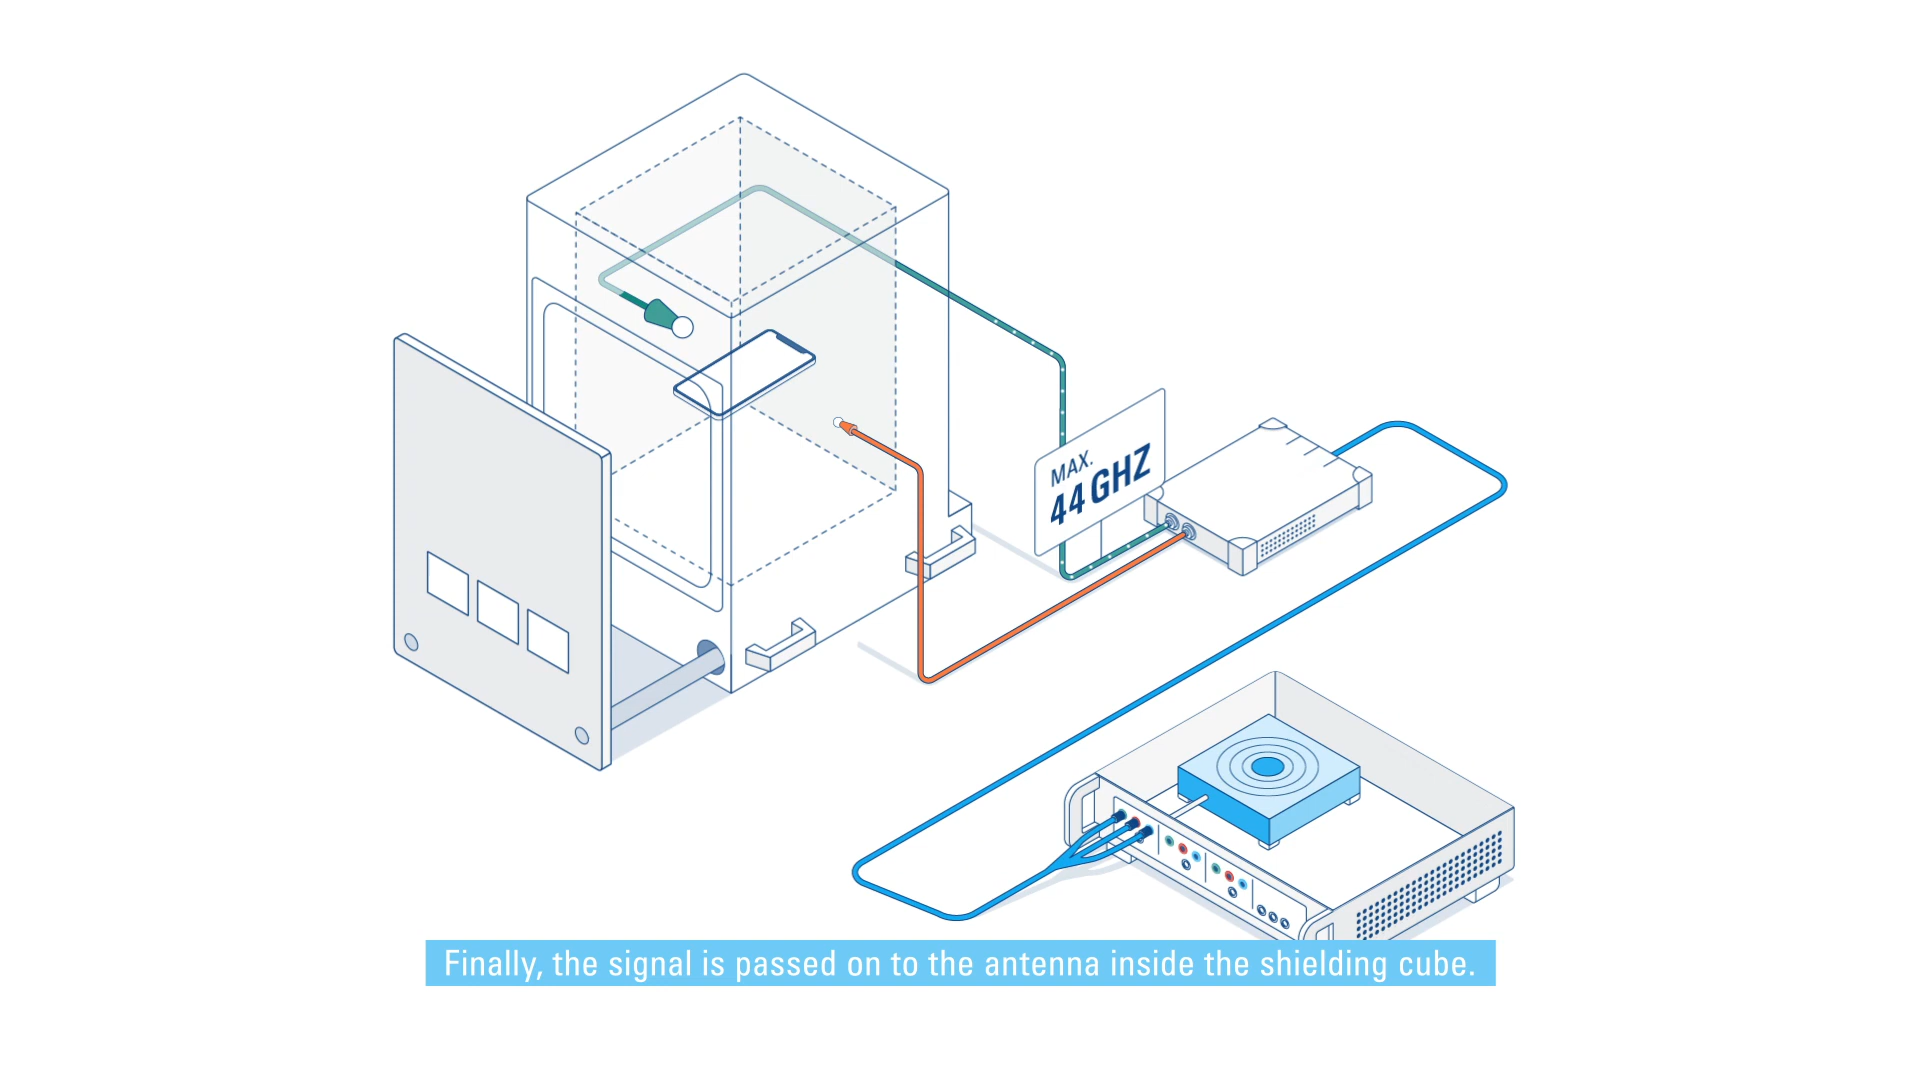 MAX.
44 GHZ
Finally, the signal is passed on to the antenna inside the shielding cube.